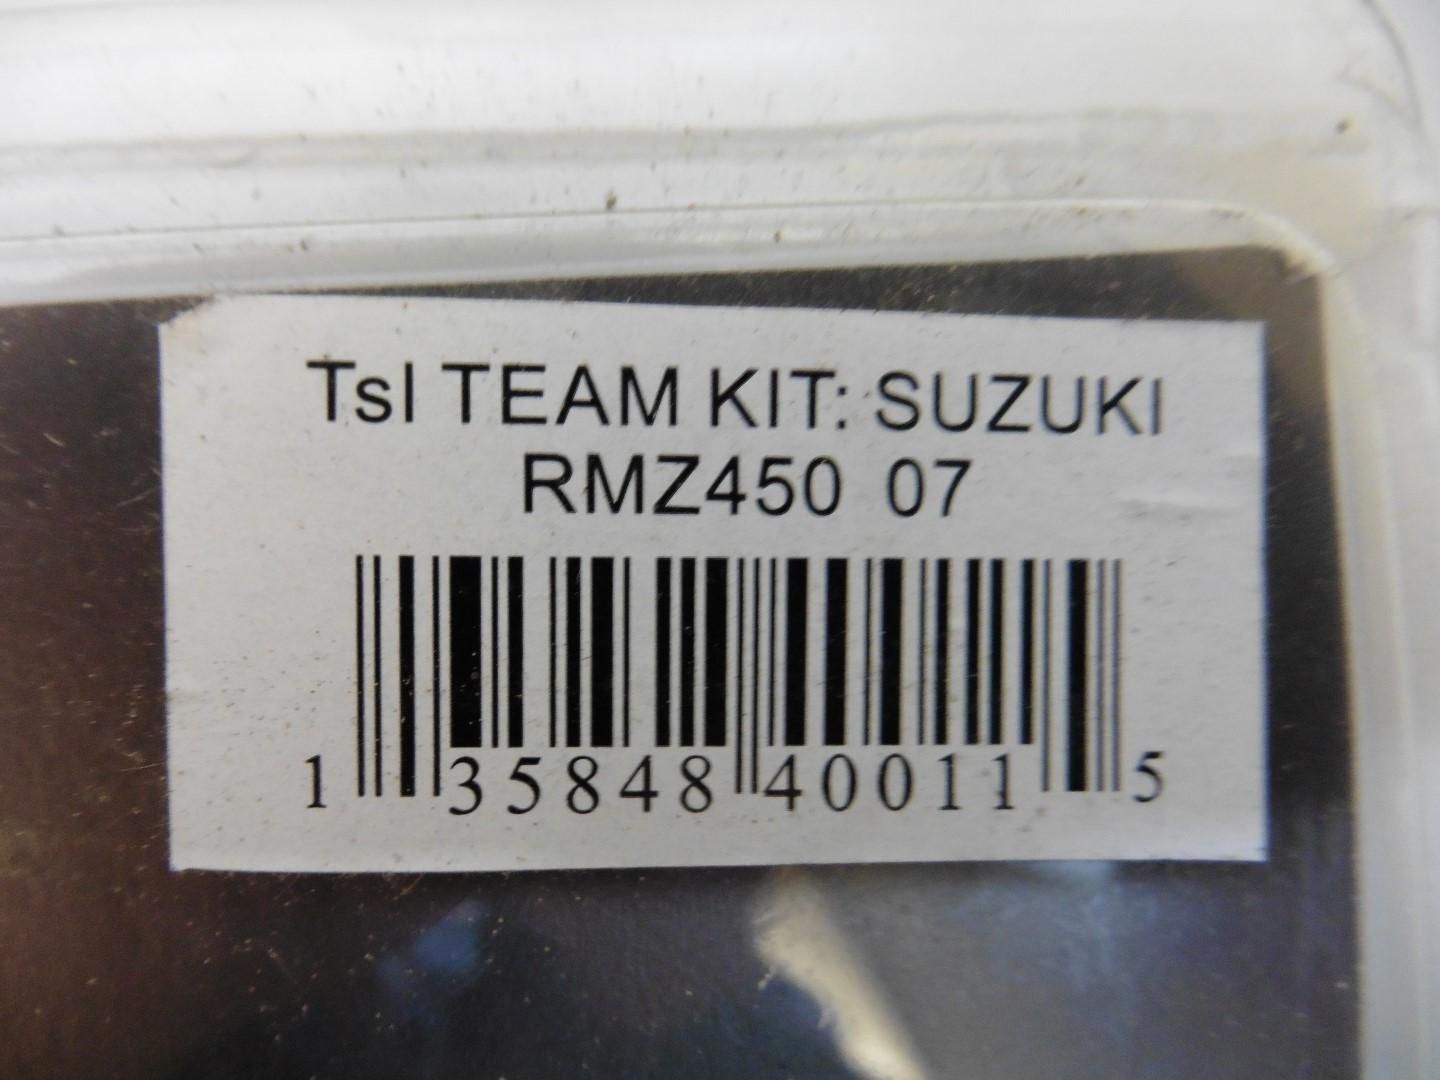 Tsl TEAM KIT: SUZUKI
RMZ450 07
1 35848 40011 5